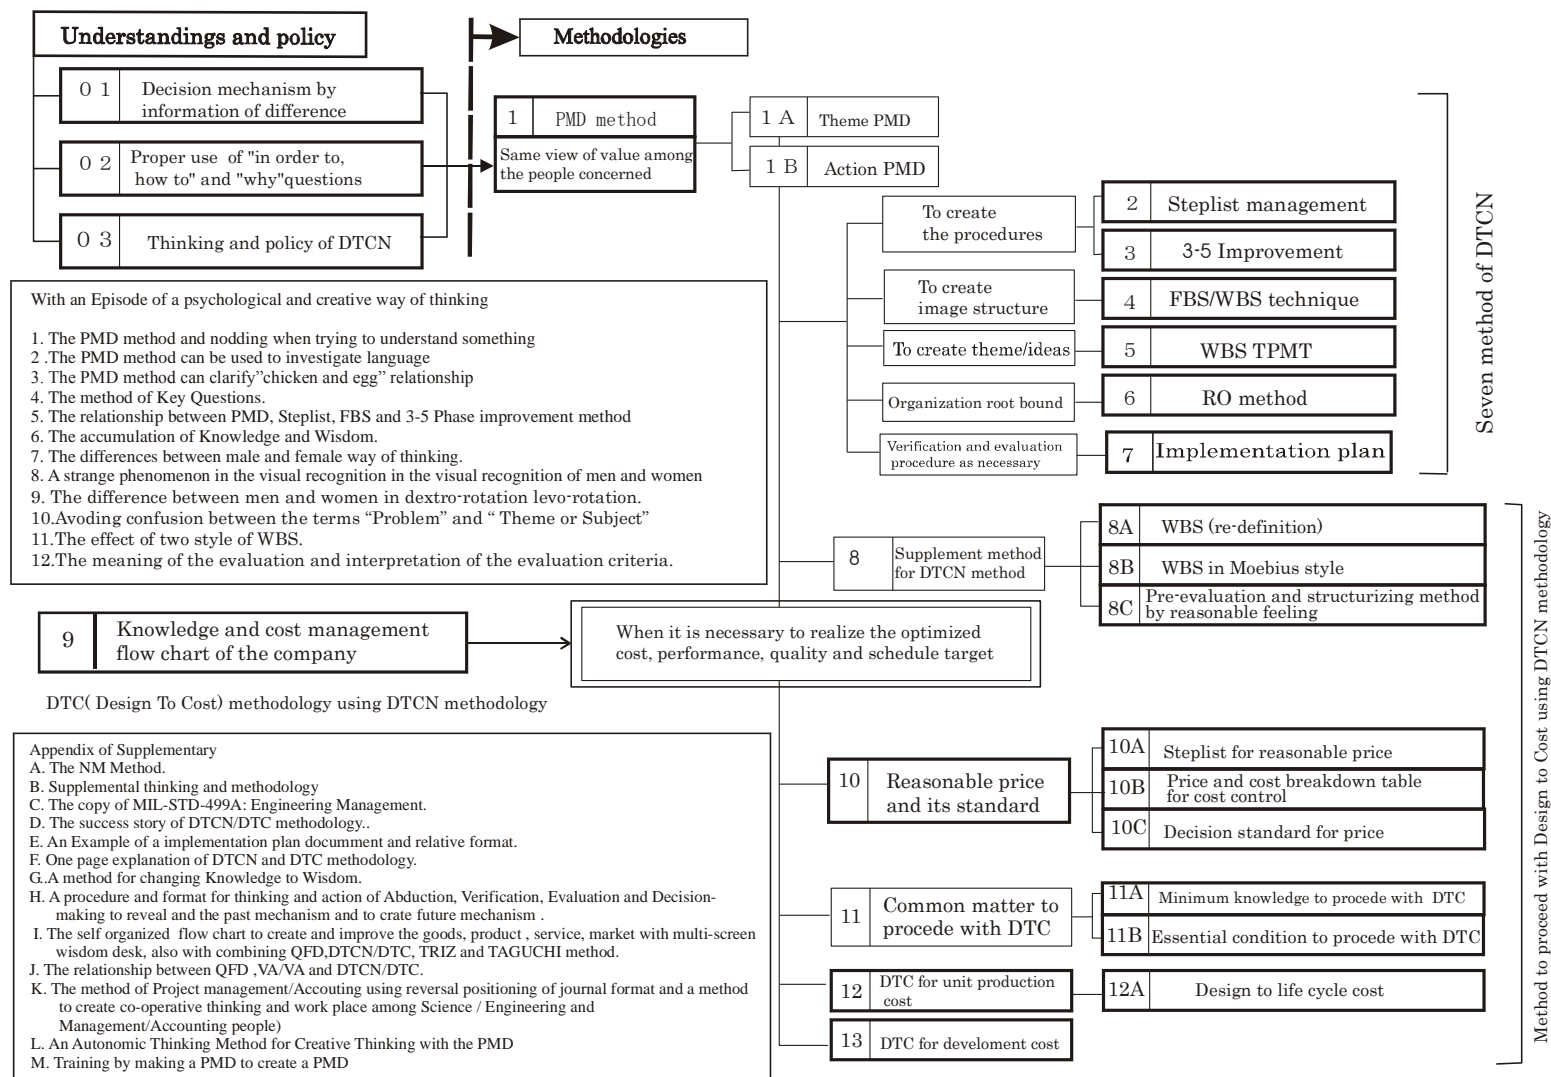 Understandings and policy
Methodologies
0 1
Decision mechanism by
information of difference
0 2
Proper use of "in order to,
how to" and "why"questions
0 3
Thinking and policy of DTCN
1
PMD method
Same view of value among
the people concerned
1 A
Theme PMD
1 B
Action PMD
To create
the procedures
2
Steplist management
3
3-5 Improvement
To create
image structure
4
FBS/WBS technique
To create theme/ideas
5
WBS TPMT
Organization root bound
6
RO method
Verification and evaluation
procedure as necessary
7
Implementation plan
Seven method of DTCN
With an Episode of a psychological and creative way of thinking
1. The PMD method and nodding when trying to understand something
2 .The PMD method can be used to investigate language
3. The PMD method can clarify”chicken and egg” relationship
4. The method of Key Questions.
5. The relationship between PMD, Steplist, FBS and 3-5 Phase improvement method
6. The accumulation of Knowledge and Wisdom.
7. The differences between male and female way of thinking.
8. A strange phenomenon in the visual recognition in the visual recognition of men and women
9. The difference between men and women in dextro-rotation levo-rotation.
10.Avoding confusion between the terms “Problem” and “ Theme or Subject”
11.The effect of two style of WBS.
12.The meaning of the evaluation and interpretation of the evaluation criteria.
8
Supplement method
for DTCN method
8A
WBS (re-definition)
8B
WBS in Moebius style
8C
Pre-evaluation and structurizing method
by reasonable feeling
9
Knowledge and cost management
flow chart of the company
When it is necessary to realize the optimized
cost, performance, quality and schedule target
DTC( Design To Cost) methodology using DTCN methodology
Appendix of Supplementary
A. The NM Method.
B. Supplemental thinking and methodology
C. The copy of MIL-STD-499A: Engineering Management.
D. The success story of DTCN/DTC methodology..
E. An Example of a implementation plan documment and relative format.
F. One page explanation of DTCN and DTC methodology.
G..A method for changing Knowledge to Wisdom.
H. A procedure and format for thinking and action of Abduction, Verification, Evaluation and Decision-
making to reveal and the past mechanism and to crate future mechanism .
I. The self organized flow chart to create and improve the goods, product , service, market with multi-screen
wisdom desk, also with combining QFD,DTCN/DTC, TRIZ and TAGUCHI method.
J. The relationship between QFD ,VA/VA and DTCN/DTC.
K. The method of Project management/Accouting using reversal positioning of journal format and a method
to create co-operative thinking and work place among Science / Engineering and
Management/Accounting people)
L. An Autonomic Thinking Method for Creative Thinking with the PMD
M. Training by making a PMD to create a PMD
10
Reasonable price
and its standard
10A
Steplist for reasonable price
10B
Price and cost breakdown table
for cost control
10C
Decision standard for price
11
Common matter to
procede with DTC
11A
Minimum knowledge to procede with DTC
11B
Essential condition to procede with DTC
12
DTC for unit production
cost
12A
Design to life cycle cost
13
DTC for develoment cost
Method to proceed with Design to Cost using DTCN methodology